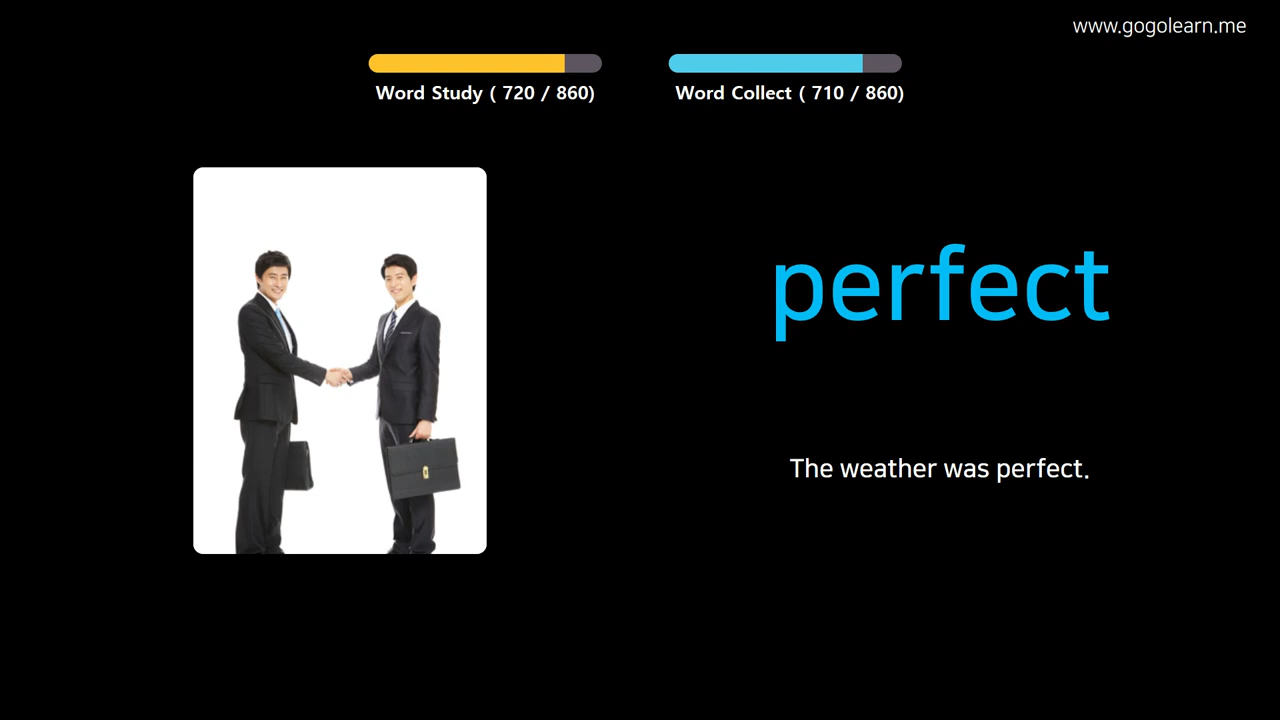 www.gogolearn.me
Word Study ( 720 / 860)
Word Collect ( 710 / 860)
perfect
The weather was perfect.